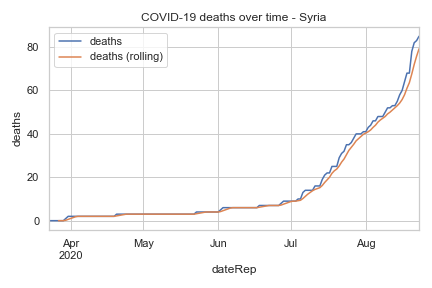 COVID-19 deaths over time - Syria
deaths
deaths (rolling)
deaths
80
60
40
20
0
Apr
2020
May
Jun
Jul
Aug
dateRep